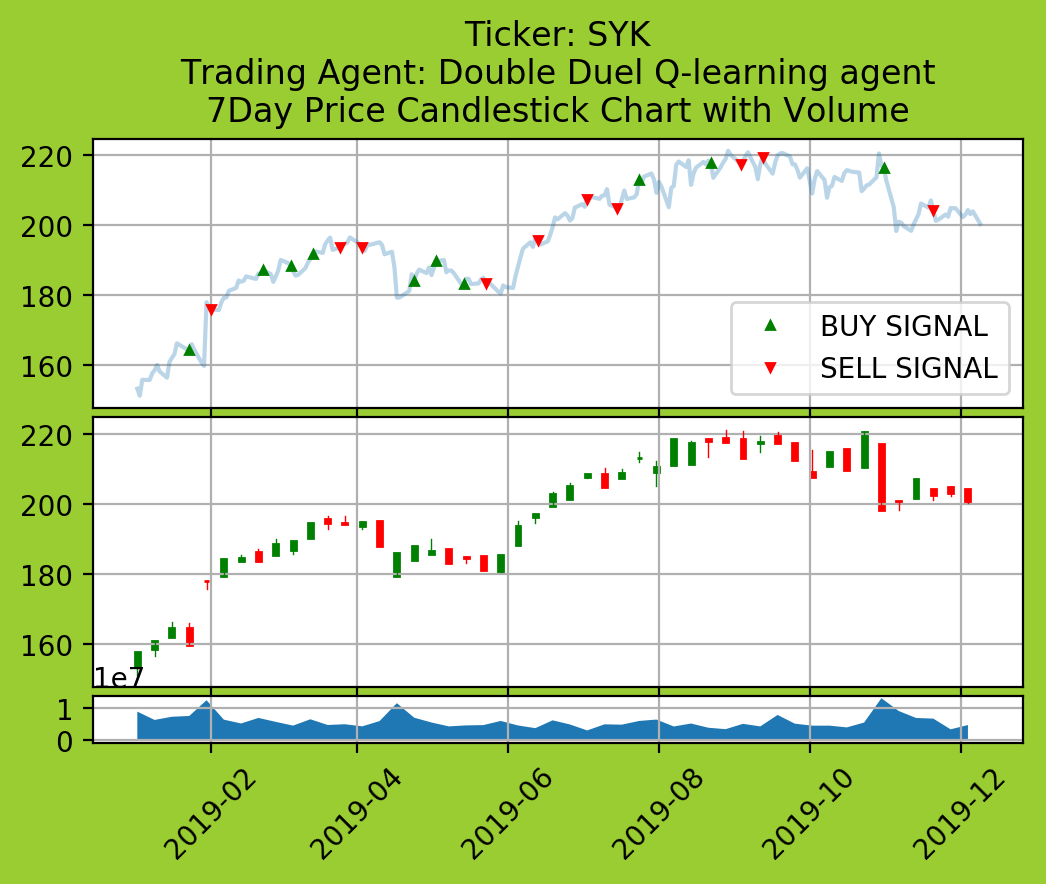 Ticker: SYK
Trading Agent: Double Duel Q-learning agent
7Day Price Candlestick Chart with Volume
220
200
180
160
BUY SIGNAL
SELL SIGNAL
220
200
180
160
1e7
1
0
2019-02
2019-04
2019-06
2019-08
2019-10
2019-12